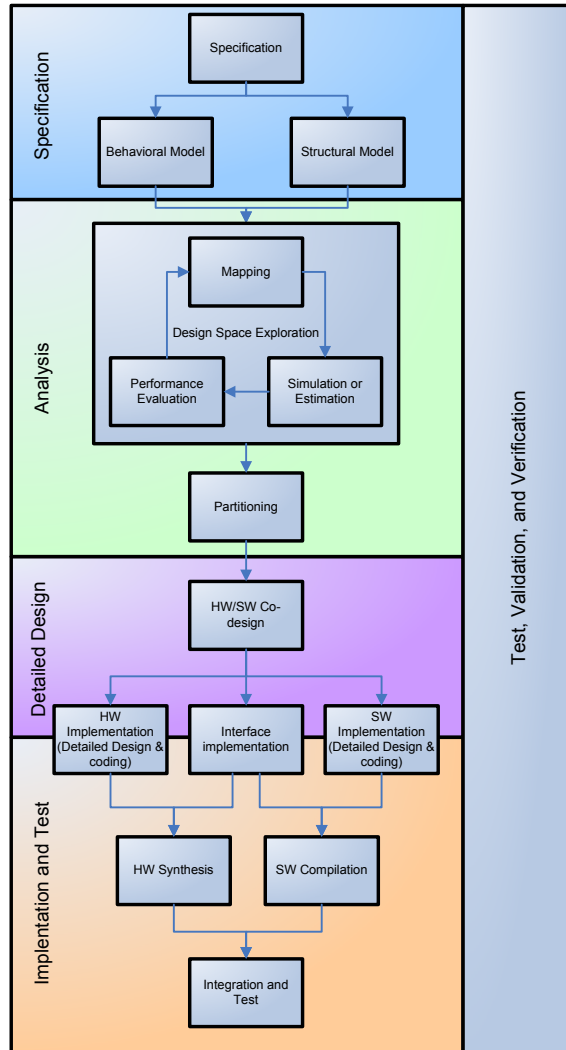 Specification
Specification
Behavioral Model
Structural Model
Analysis
Mapping
Design Space Exploration
Performance
Evaluation
Simulation or
Estimation
Partitioning
Detailed Design
HW/SW Co-
design
HW
Implementation
(Detailed Design &
coding)
Interface
implementation
SW
Implementation
(Detailed Design &
coding)
Implentation and Test
HW Synthesis
SW Compilation
Integration and
Test
Test, Validation, and Verification